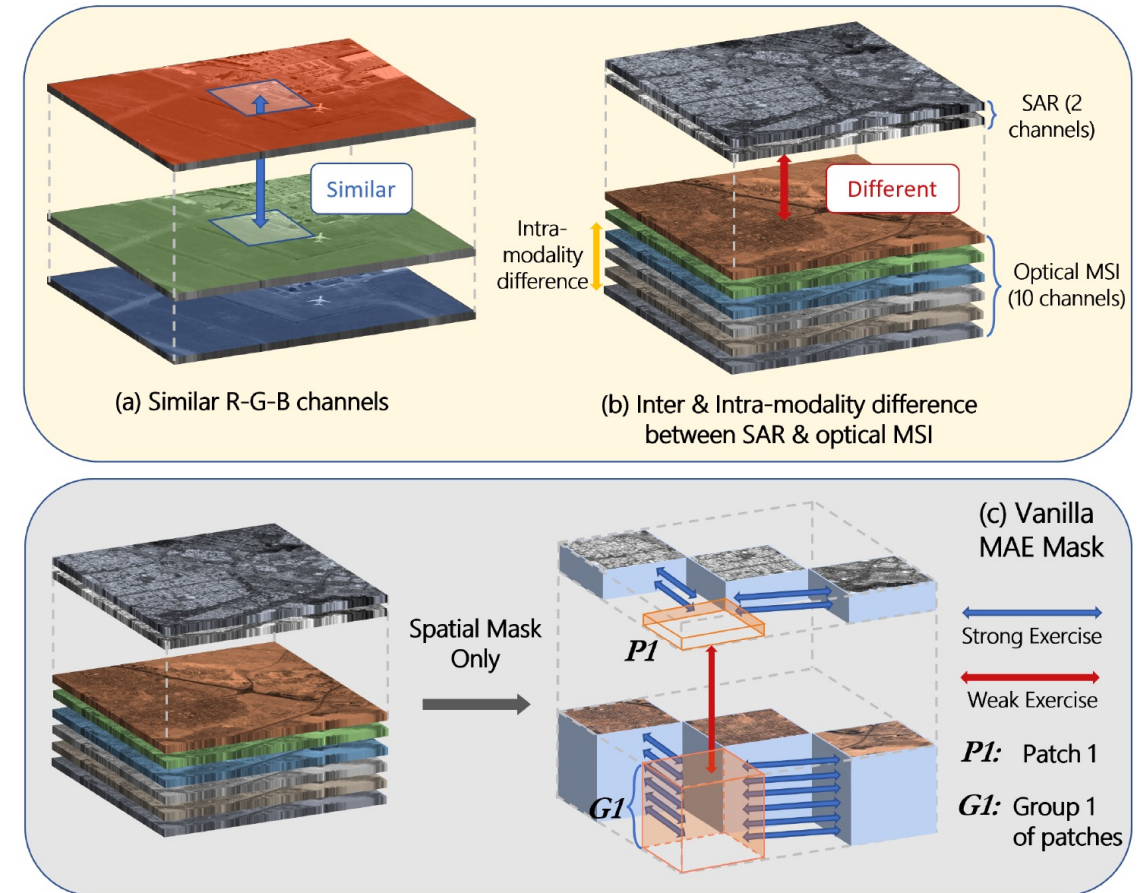 SAR (2
channels)
Similar
Different
Intra-
modality
difference
Optical MSI
(10 channels)
(a) Similar R-G-B channels
(b) Inter & Intra-modality difference
between SAR & optical MSI
(c) Vanilla
MAE Mask
Spatial Mask
Only
P1
G1
Strong Exercise
Weak Exercise
P1: Patch 1
G1: Group 1
of patches